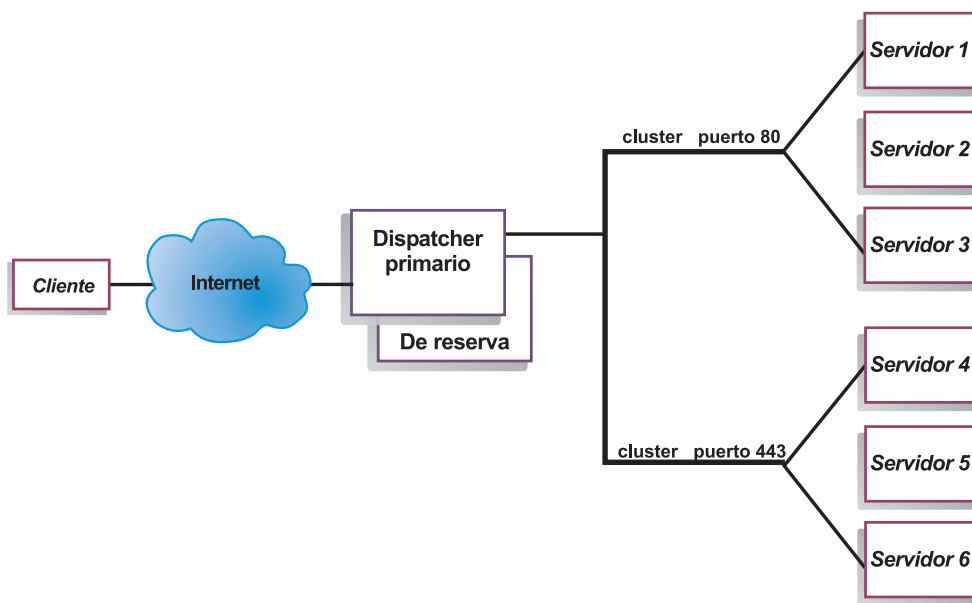 Cliente
Internet
Dispatcher
primario
De reserva
cluster puerto 80
Servidor 1
Servidor 2
Servidor 3
cluster puerto 443
Servidor 4
Servidor 5
Servidor 6